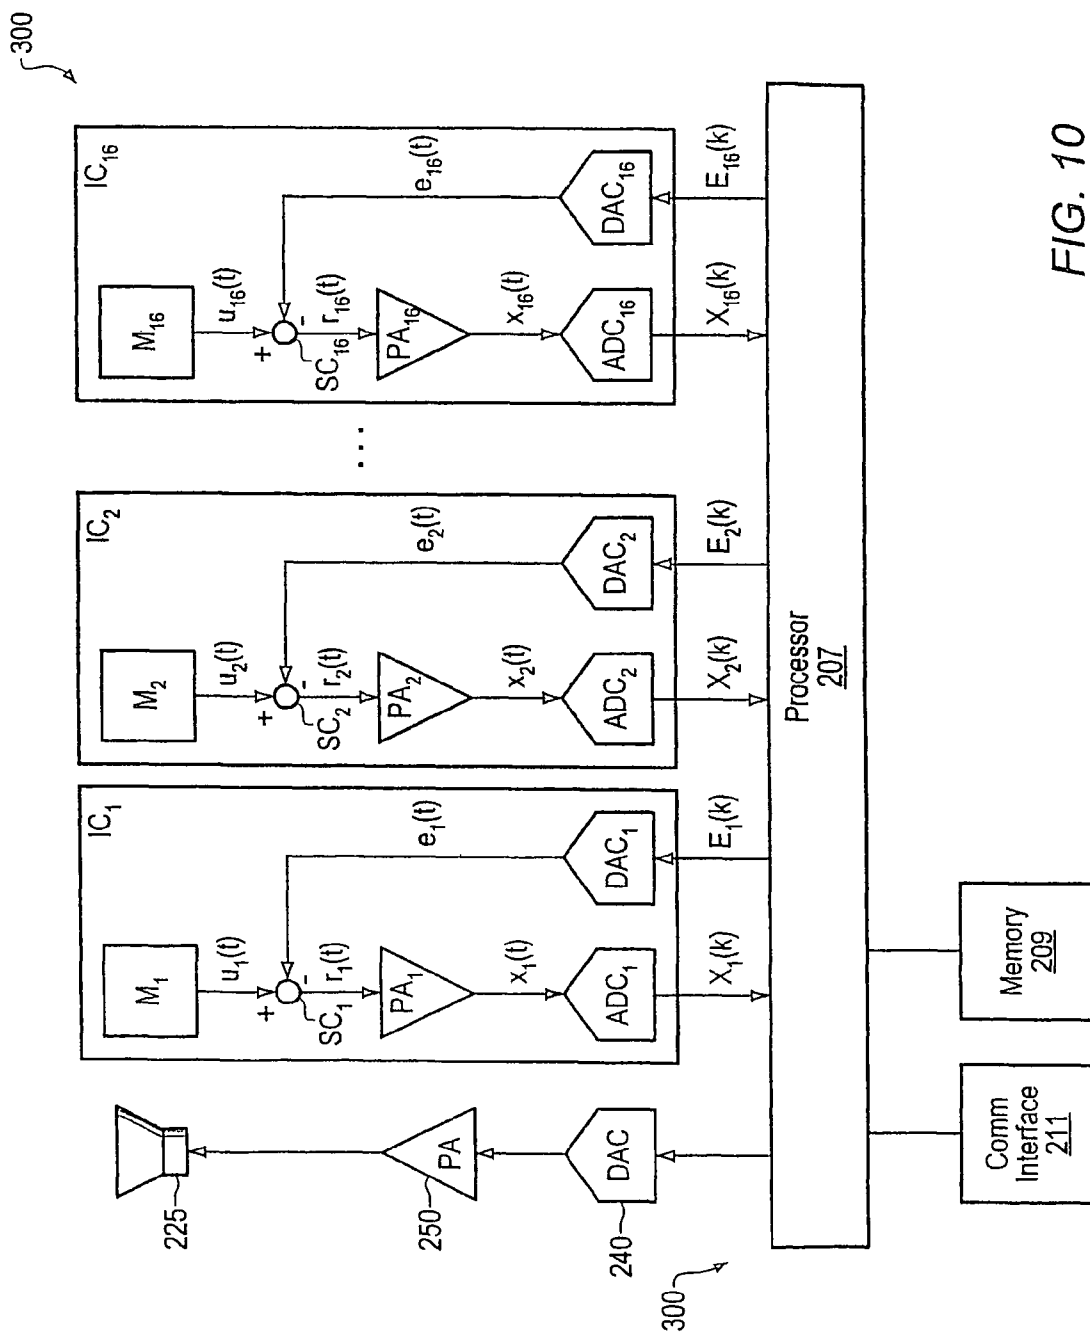 300
IC₁
M₁
u₁(t)
+
-
SC₁
r₁(t)
e₁(t)
PA₁
x₁(t)
ADC₁
DAC₁
X₁(k)
E₁(k)
IC₂
M₂
u₂(t)
+
-
SC₂
r₂(t)
e₂(t)
PA₂
x₂(t)
ADC₂
DAC₂
X₂(k)
E₂(k)
...
IC₁₆
M₁₆
u₁₆(t)
+
-
SC₁₆
r₁₆(t)
e₁₆(t)
PA₁₆
x₁₆(t)
ADC₁₆
DAC₁₆
X₁₆(k)
E₁₆(k)
225
250
PA
240
DAC
300
Processor
207
Comm
Interface
211
Memory
209
FIG. 10